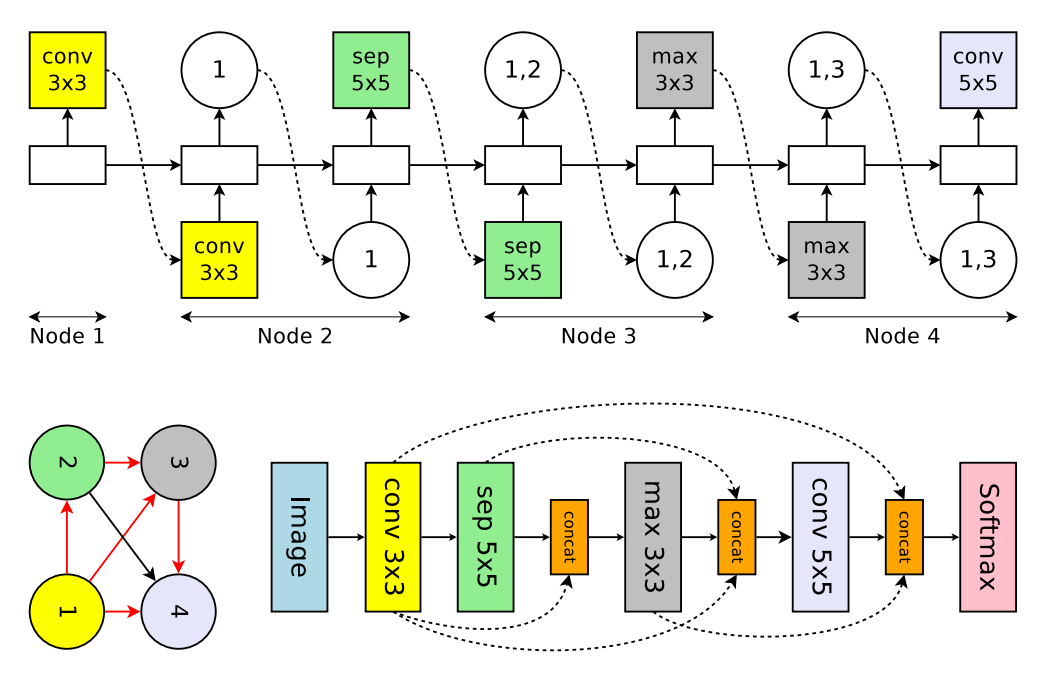 conv
3x3
1
sep
5x5
1,2
max
3x3
1,3
conv
5x5
conv
3x3
1
sep
5x5
1,2
max
3x3
1,3
Node 1
Node 2
Node 3
Node 4
2
3
1
4
Image
conv 3x3
sep 5x5
concat
max 3x3
concat
conv 5x5
concat
Softmax